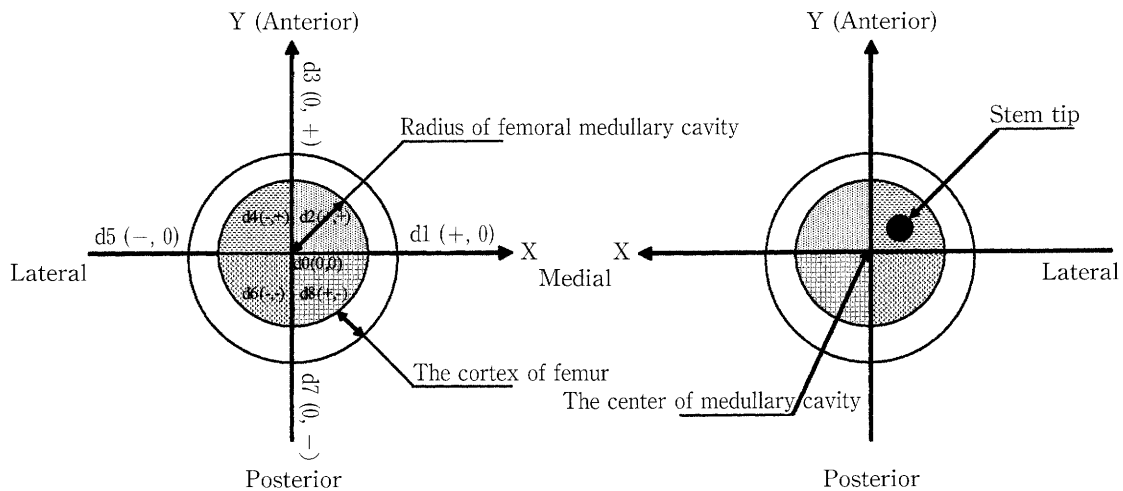 Y (Anterior)
d3 (0, +)
Radius of femoral medullary cavity
d4(-,+)
d2(+,+)
d5 (−, 0)
d1 (+, 0)
X
d0(0,0)
Lateral
Medial
d6(-,-)
d8(+,-)
The cortex of femur
d7 (0, −)
Posterior
Y (Anterior)
Stem tip
X
Lateral
The center of medullary cavity
Posterior